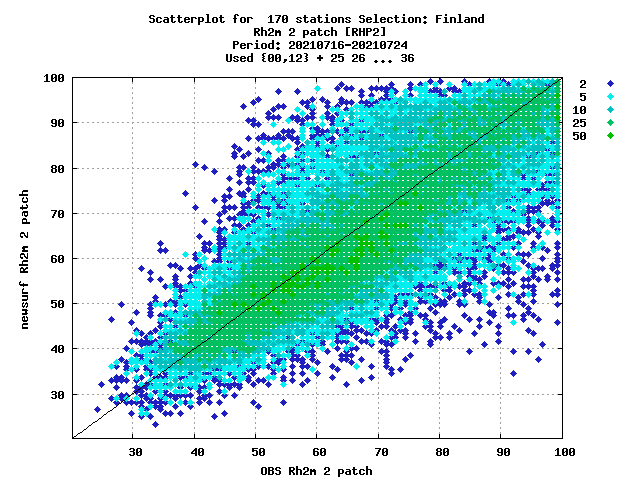 Scatterplot for  170 stations Selection: Finland
Rh2m 2 patch [RHP2]
Period: 20210716-20210724
Used {00,12} + 25 26 ... 36
100
90
80
70
60
50
40
30
newsurf Rh2m 2 patch
30 40 50 60 70 80 90 100
OBS Rh2m 2 patch
2
5
10
25
50